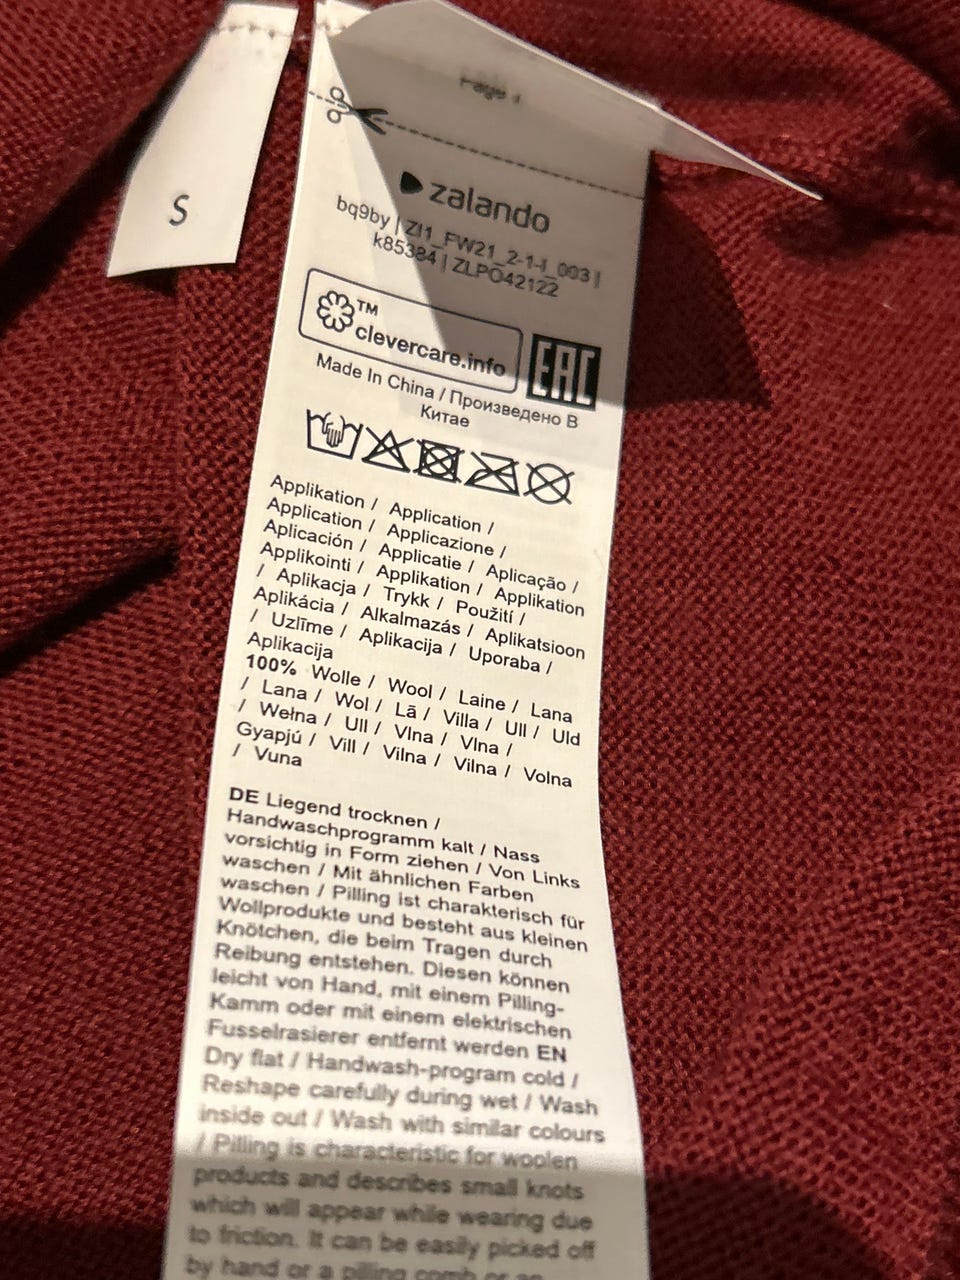 S
Page 1
zalando
bq9by | ZI1_FW21_2-1-I_003 |
k85384 | ZLPO42122
TM
clevercare.info
EAC
Made In China / Произведено В
Китае
Applikation / Application /
Application / Applicazione /
Aplicación / Applicatie / Aplicação /
Applikointi / Applikation / Applikation
/ Aplikacja / Trykk / Použití /
Aplikácia / Alkalmazás / Aplikatsioon
/ Uzlīme / Aplikacija / Uporaba /
Aplikacija
100% Wolle / Wool / Laine / Lana
/ Lana / Wol / Lã / Villa / Ull / Uld
/ Wełna / Ull / Vlna / Vlna /
Gyapjú / Vill / Vilna / Vilna / Volna
/ Vuna
DE Liegend trocknen /
Handwaschprogramm kalt / Nass
vorsichtig in Form ziehen / Von Links
waschen / Mit ähnlichen Farben
waschen / Pilling ist charakterisch für
Wollprodukte und besteht aus kleinen
Knötchen, die beim Tragen durch
Reibung entstehen. Diesen können
leicht von Hand, mit einem Pilling-
Kamm oder mit einem elektrischen
Fusselrasierer entfernt werden EN
Dry flat / Handwash-program cold /
Reshape carefully during wet / Wash
inside out / Wash with similar colours
/ Pilling is characteristic for woolen
products and describes small knots
which will appear while wearing due
to friction. It can be easily picked off
by hand or a pilling comb or an